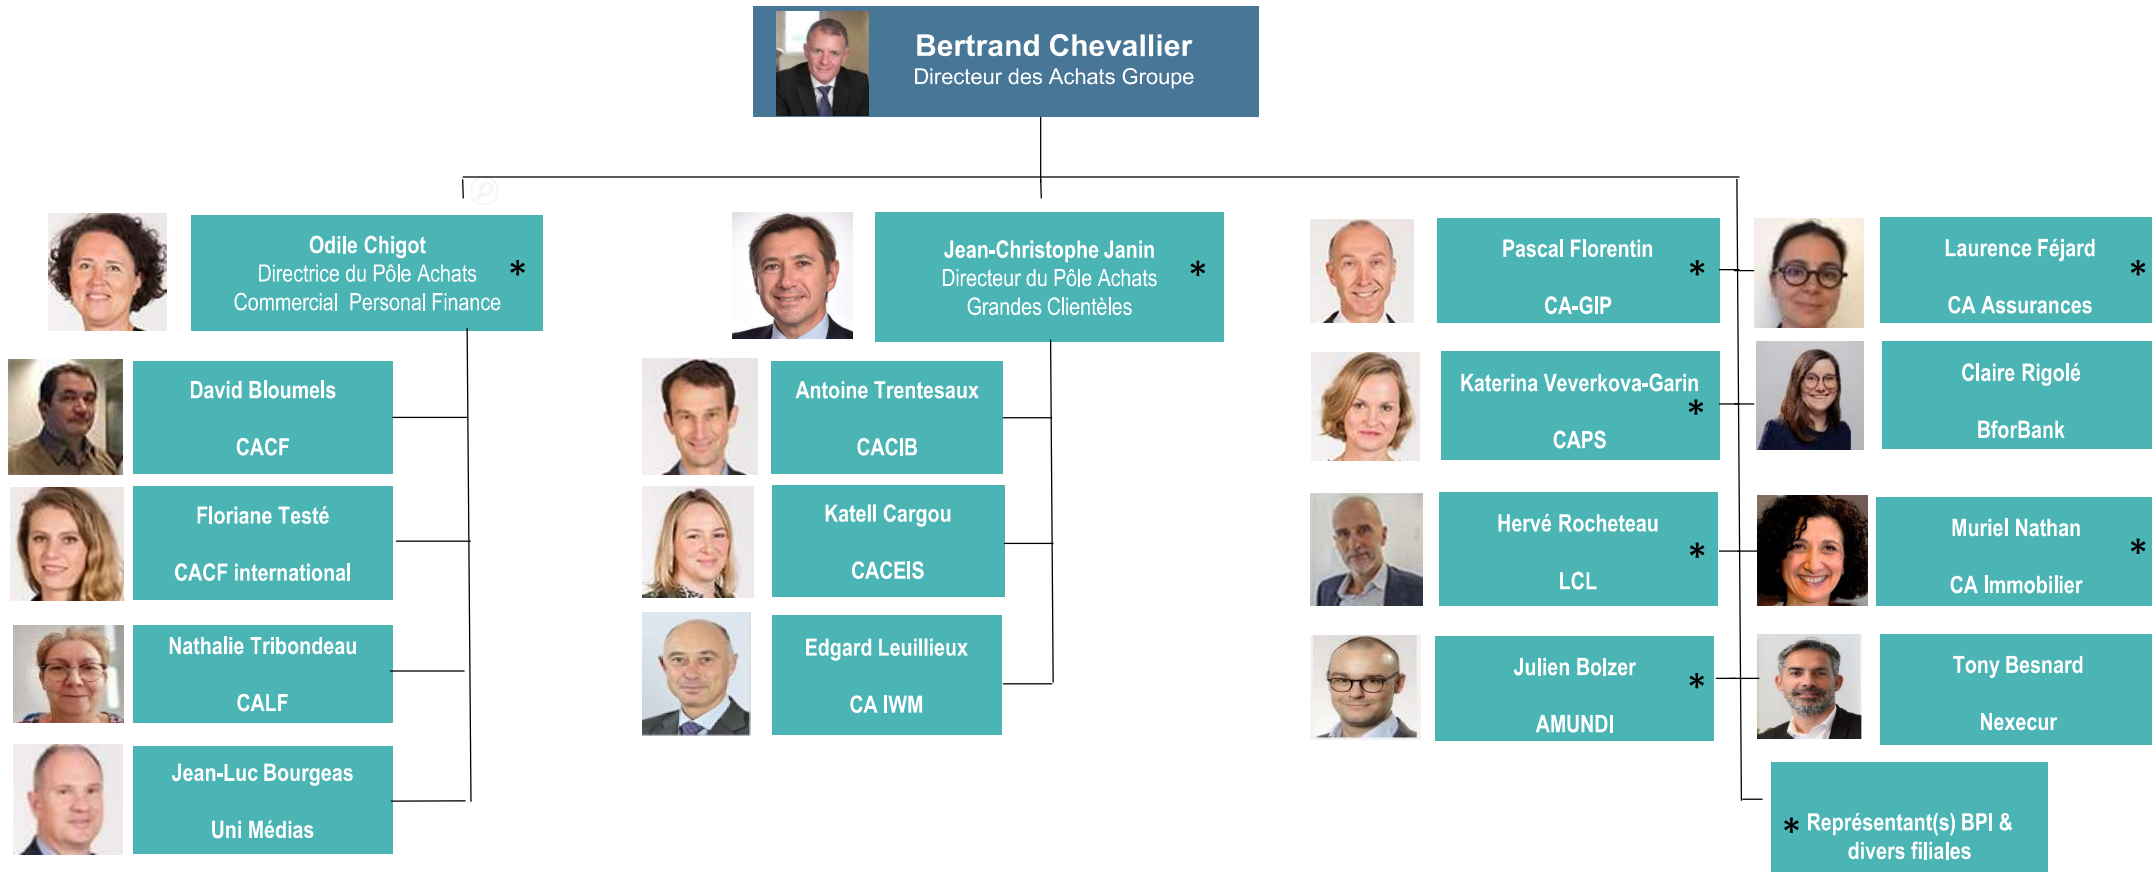 Bertrand Chevallier
Directeur des Achats Groupe
Odile Chigot
Directrice du Pôle Achats
Commercial Personal Finance
*
David Bloumels
CACF
Floriane Testé
CACF international
Nathalie Tribondeau
CALF
Jean-Luc Bourgeas
Uni Médias
Jean-Christophe Janin
Directeur du Pôle Achats
Grandes Clientèles
*
Antoine Trentesaux
CACIB
Katell Cargou
CACEIS
Edgard Leuillieux
CA IWM
Pascal Florentin
*
CA-GIP
Laurence Féjard
*
CA Assurances
Katerina Veverkova-Garin
*
CAPS
Claire Rigolé
BforBank
Hervé Rocheteau
*
LCL
Muriel Nathan
*
CA Immobilier
Julien Bolzer
*
AMUNDI
Tony Besnard
Nexecur
* Représentant(s) BPI &
divers filiales